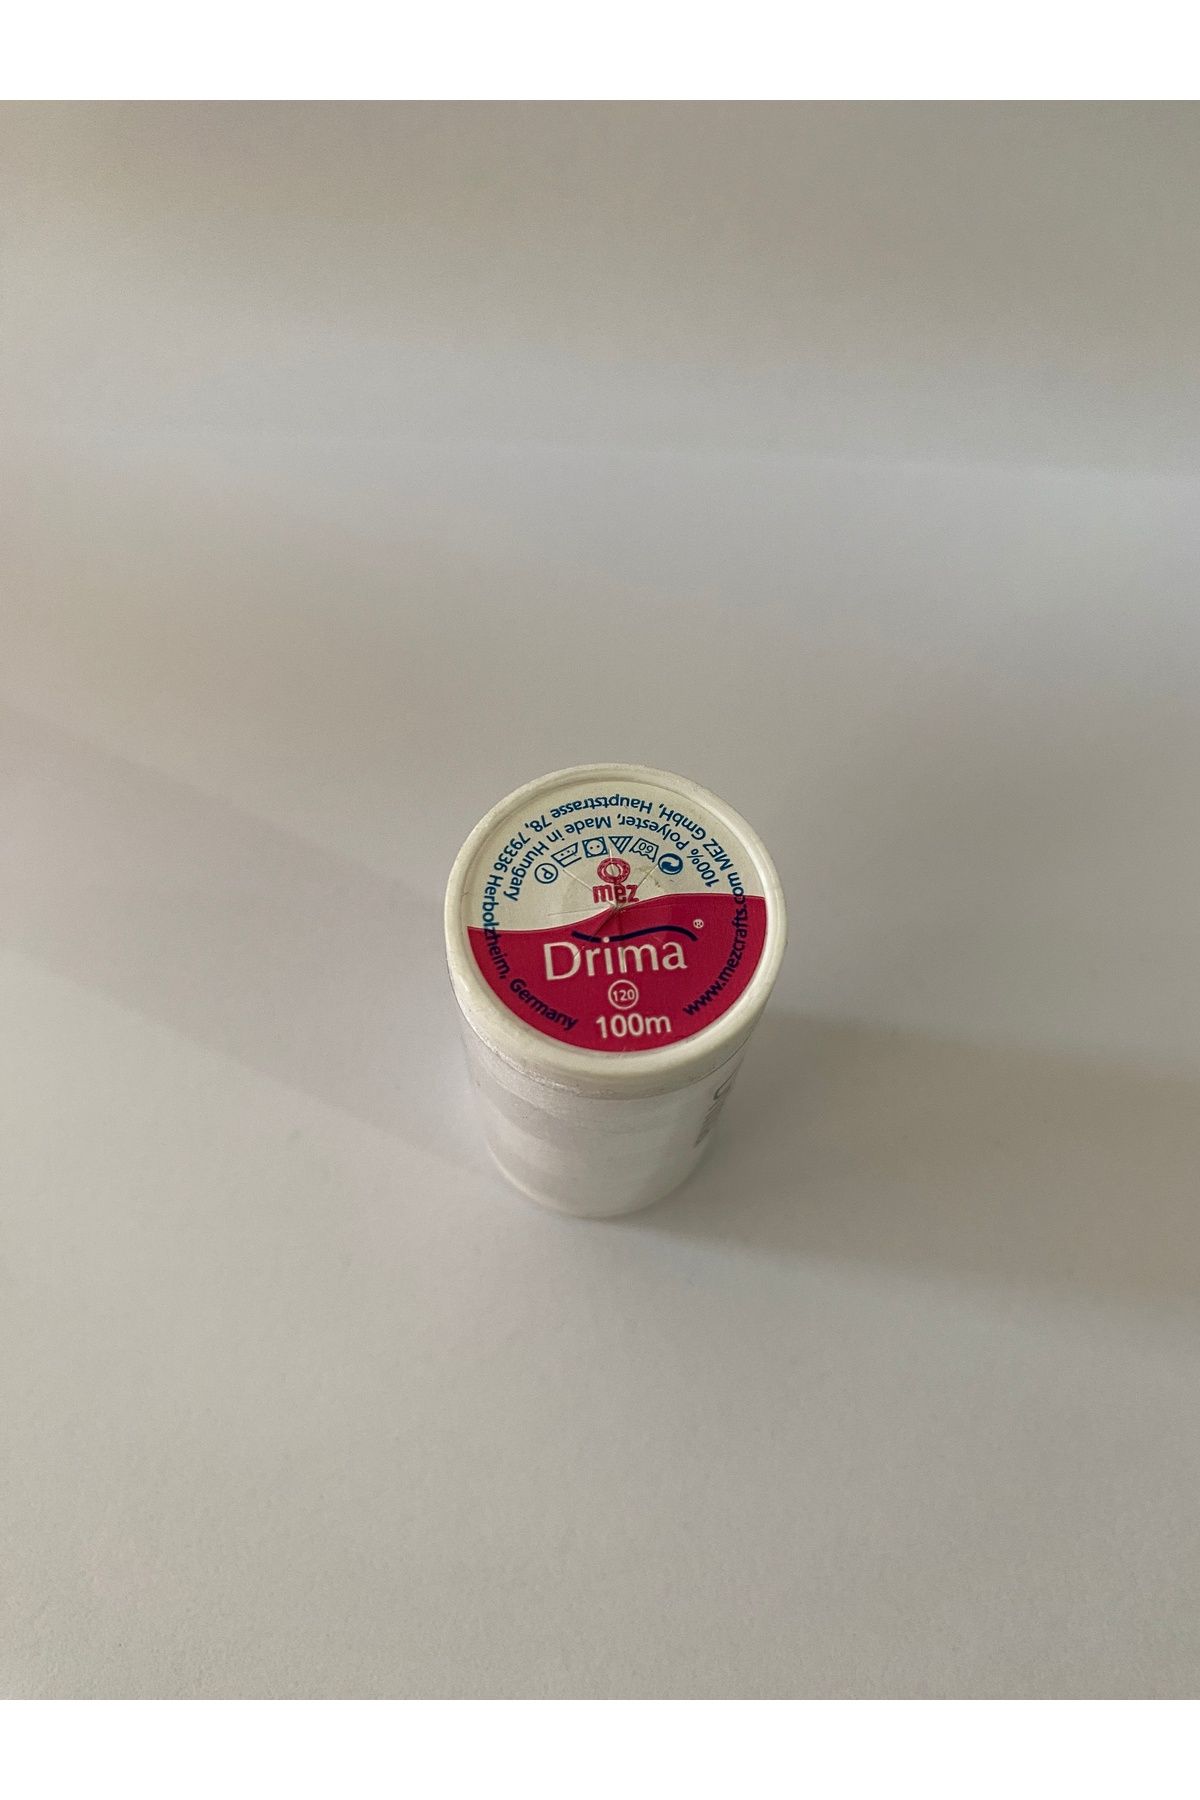 www.mezcrafts.com MEZ GmbH, Hauptstrasse 78, 79336 Herbolzheim, Germany
100% Polyester, Made in Hungary
60
P
mez
Drima®
120
100m